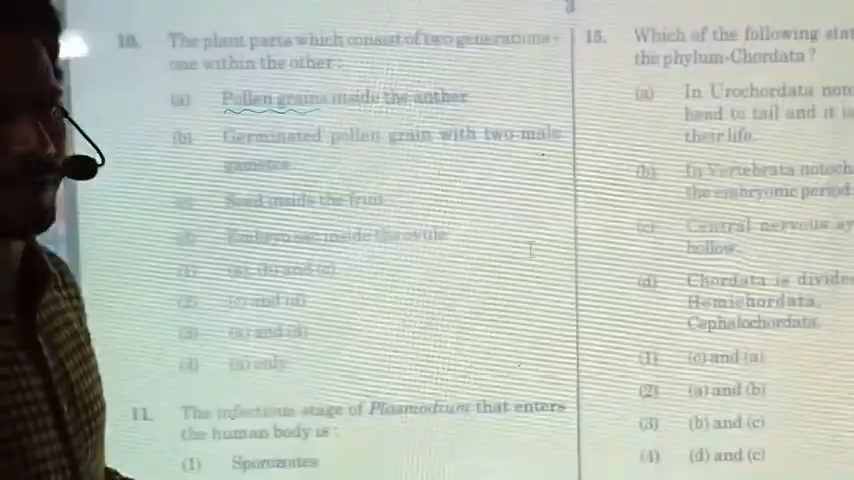 3
10. The plant parts which consist of two generations -
one within the other :
(a) Pollen grains inside the anther
(b) Germinated pollen grain with two male
gametes
(c) Seed inside the fruit
(d) Embryo sac inside the ovule
(1) (a), (b) and (c)
(2) (c) and (d)
(3) (a) and (d)
(4) (a) only
11. The infectious stage of Plasmodium that enters
the human body is :
(1) Sporozoites
15. Which of the following stat
the phylum-Chordata ?
(a) In Urochordata noto
head to tail and it is
their life.
(b) In Vertebrata notoch
the embryonic period
(c) Central nervous sy
hollow.
(d) Chordata is divide
Hemichordata,
Cephalochordata
(1) (c) and (a)
(2) (a) and (b)
(3) (b) and (c)
(4) (d) and (c)